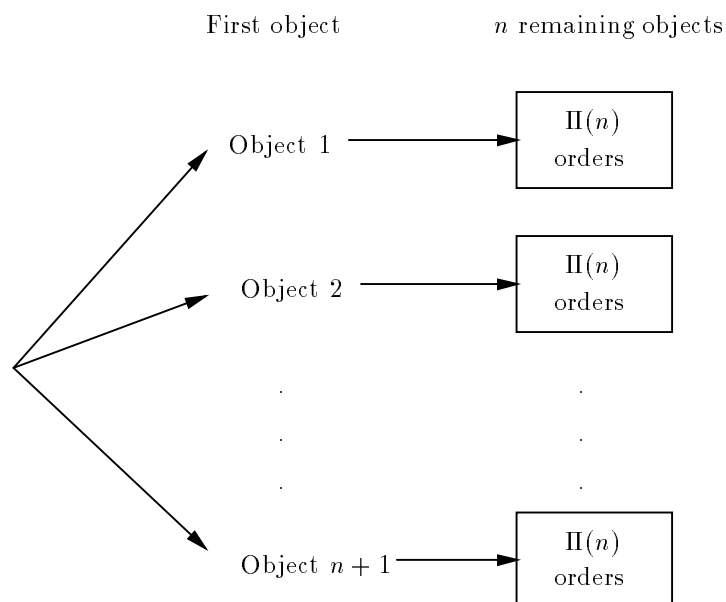 First object n remaining objects
Object 1
Π(n)
orders
Object 2
Π(n)
orders
Object n + 1
Π(n)
orders